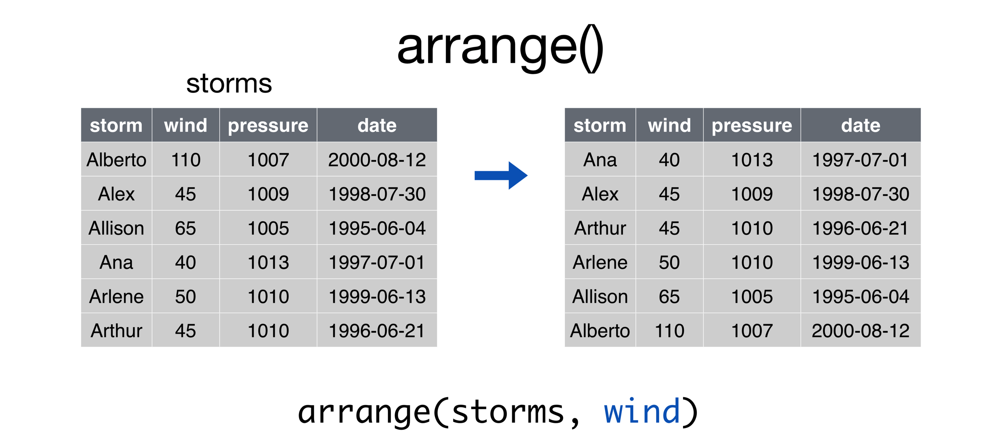 arrange()
storms
storm wind pressure date
Alberto 110 1007 2000-08-12
Alex 45 1009 1998-07-30
Allison 65 1005 1995-06-04
Ana 40 1013 1997-07-01
Arlene 50 1010 1999-06-13
Arthur 45 1010 1996-06-21
storm wind pressure date
Ana 40 1013 1997-07-01
Alex 45 1009 1998-07-30
Arthur 45 1010 1996-06-21
Arlene 50 1010 1999-06-13
Allison 65 1005 1995-06-04
Alberto 110 1007 2000-08-12
arrange(storms, wind)